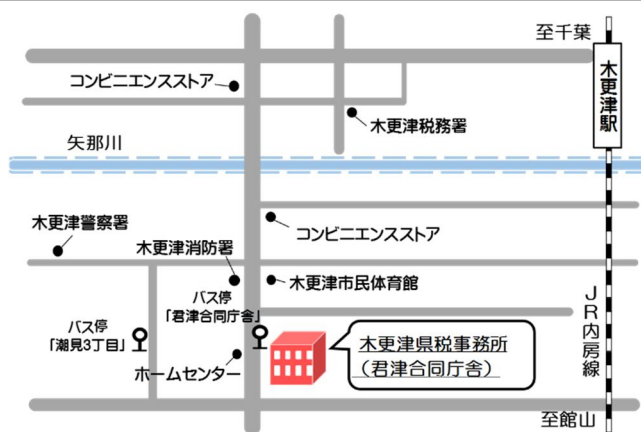 至千葉
木更津駅
コンビニエンスストア
木更津税務署
矢那川
木更津警察署
コンビニエンスストア
木更津消防署
木更津市民体育館
バス停
「君津合同庁舎」
バス停
「潮見3丁目」
木更津県税事務所
（君津合同庁舎）
ホームセンター
JR内房線
至館山